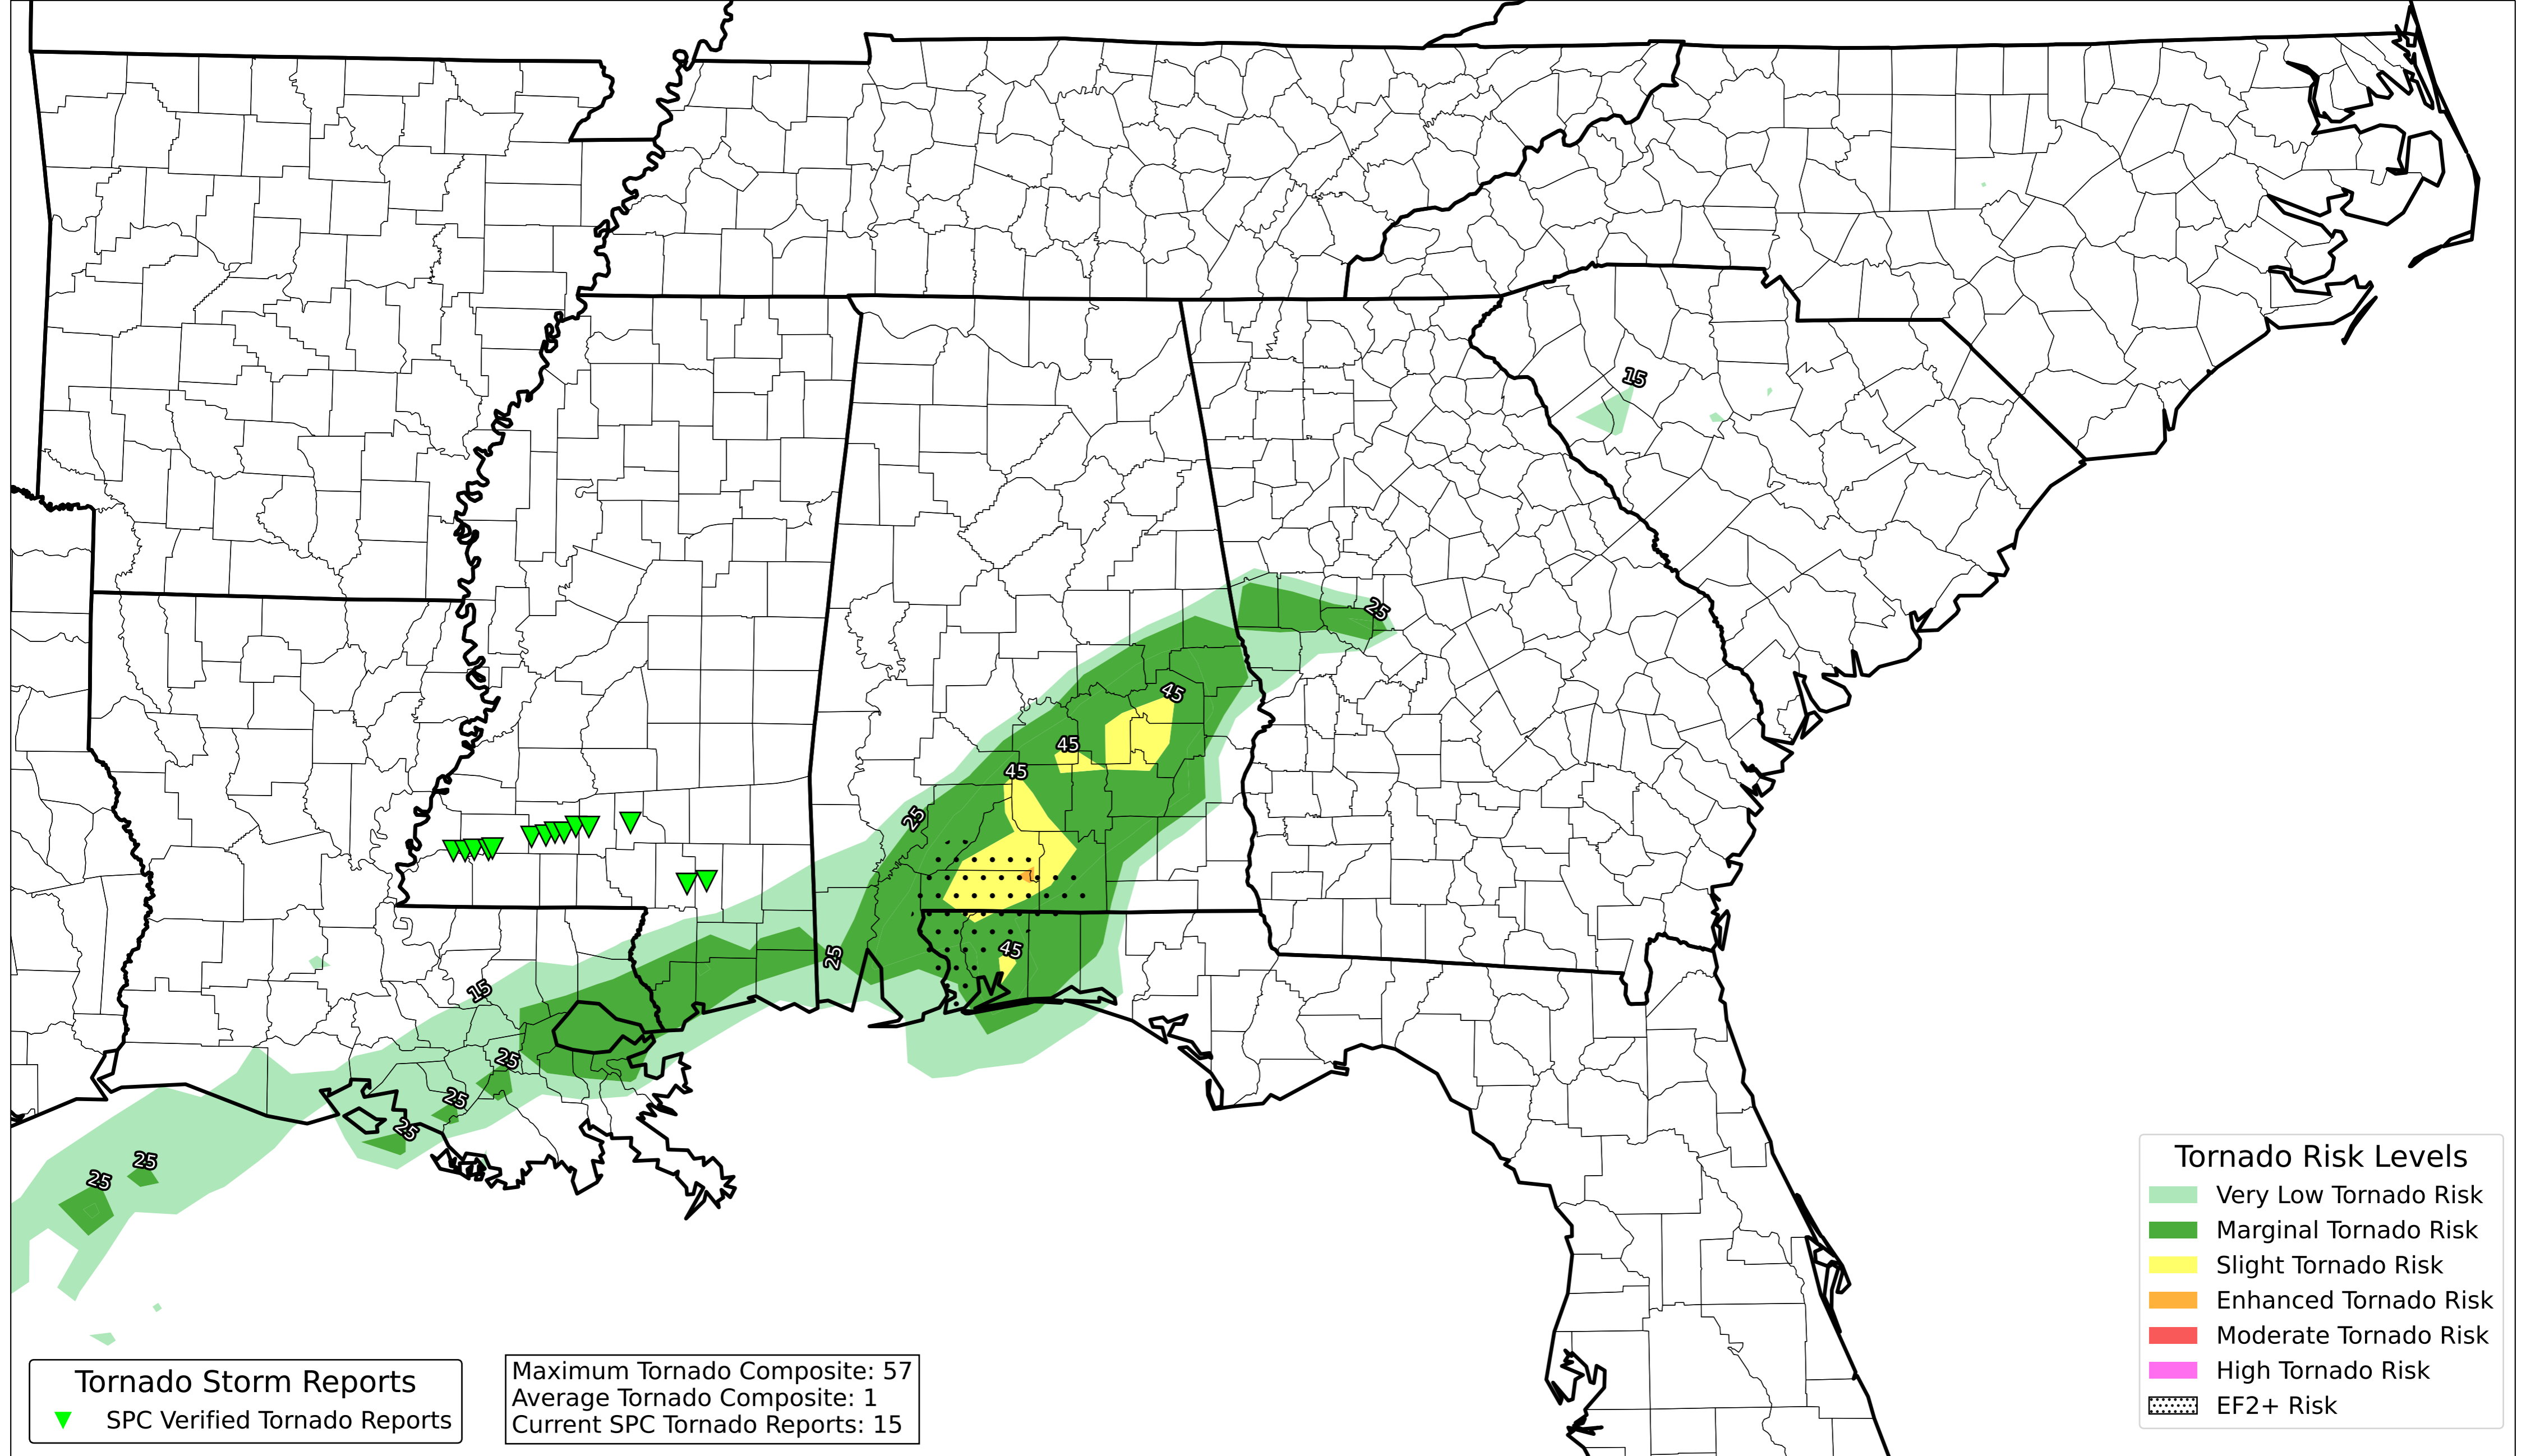 15
25
45
45
45
25
45
25
15
25
25
25
25
25
Tornado Storm Reports
SPC Verified Tornado Reports
Maximum Tornado Composite: 57
Average Tornado Composite: 1
Current SPC Tornado Reports: 15
Tornado Risk Levels
Very Low Tornado Risk
Marginal Tornado Risk
Slight Tornado Risk
Enhanced Tornado Risk
Moderate Tornado Risk
High Tornado Risk
EF2+ Risk